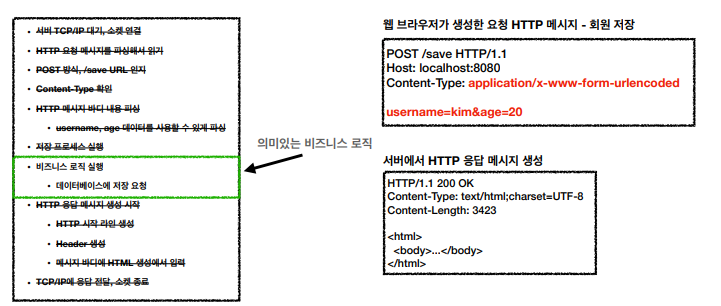 • 서버 TCP/IP 대기, 소켓 연결
• HTTP 요청 메시지를 파싱해서 읽기
• POST 방식, /save URL 인지
• Content-Type 확인
• HTTP 메시지 바디 내용 파싱
• username, age 데이터를 사용할 수 있게 파싱
• 저장 프로세스 실행
• 비즈니스 로직 실행
• 데이터베이스에 저장 요청
• HTTP 응답 메시지 생성 시작
• HTTP 시작 라인 생성
• Header 생성
• 메시지 바디에 HTML 생성에서 입력
• TCP/IP에 응답 전달, 소켓 종료
의미있는 비즈니스 로직
웹 브라우저가 생성한 요청 HTTP 메시지 - 회원 저장
POST /save HTTP/1.1
Host: localhost:8080
Content-Type: application/x-www-form-urlencoded
username=kim&age=20
서버에서 HTTP 응답 메시지 생성
HTTP/1.1 200 OK
Content-Type: text/html;charset=UTF-8
Content-Length: 3423
<html>
<body>...</body>
</html>